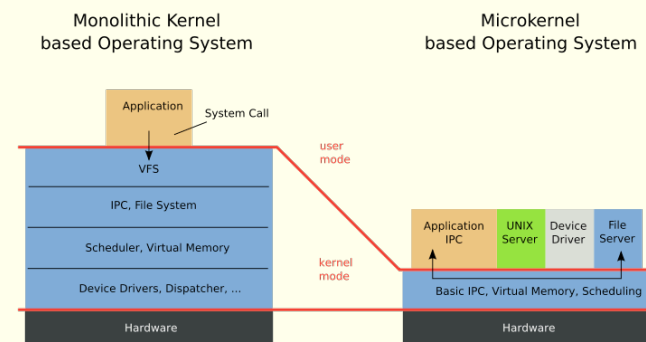 Monolithic Kernel
based Operating System
Microkernel
based Operating System
Application
System Call
user
mode
VFS
IPC, File System
Scheduler, Virtual Memory
kernel
mode
Device Drivers, Dispatcher, ...
Hardware
Application
IPC
UNIX
Server
Device
Driver
File
Server
Basic IPC, Virtual Memory, Scheduling
Hardware